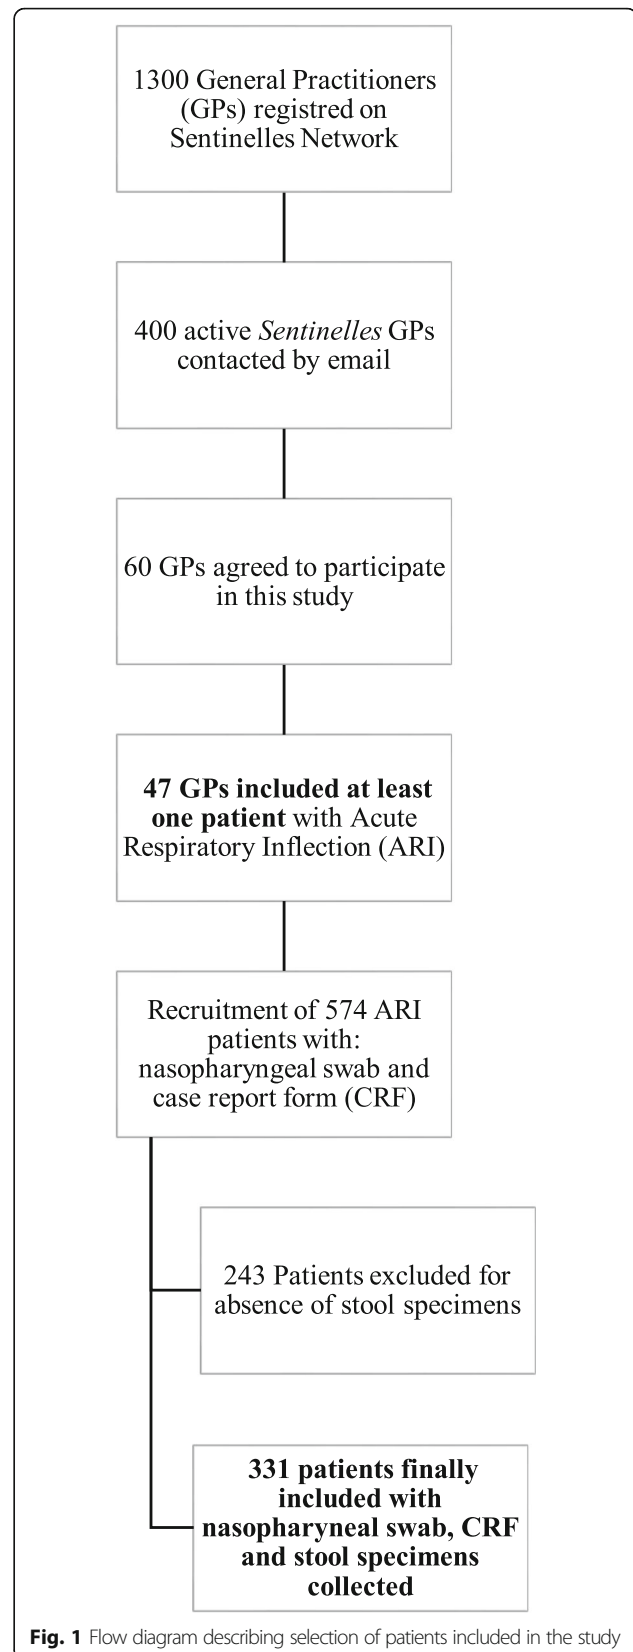 1300 General Practitioners
(GPs) registred on
Sentinelles Network
400 active Sentinelles GPs
contacted by email
60 GPs agreed to participate
in this study
47 GPs included at least
one patient with Acute
Respiratory Inflection (ARI)
Recruitment of 574 ARI
patients with:
nasopharyngeal swab and
case report form (CRF)
243 Patients excluded for
absence of stool specimens
331 patients finally
included with
nasopharyneal swab, CRF
and stool specimens
collected
Fig. 1 Flow diagram describing selection of patients included in the study